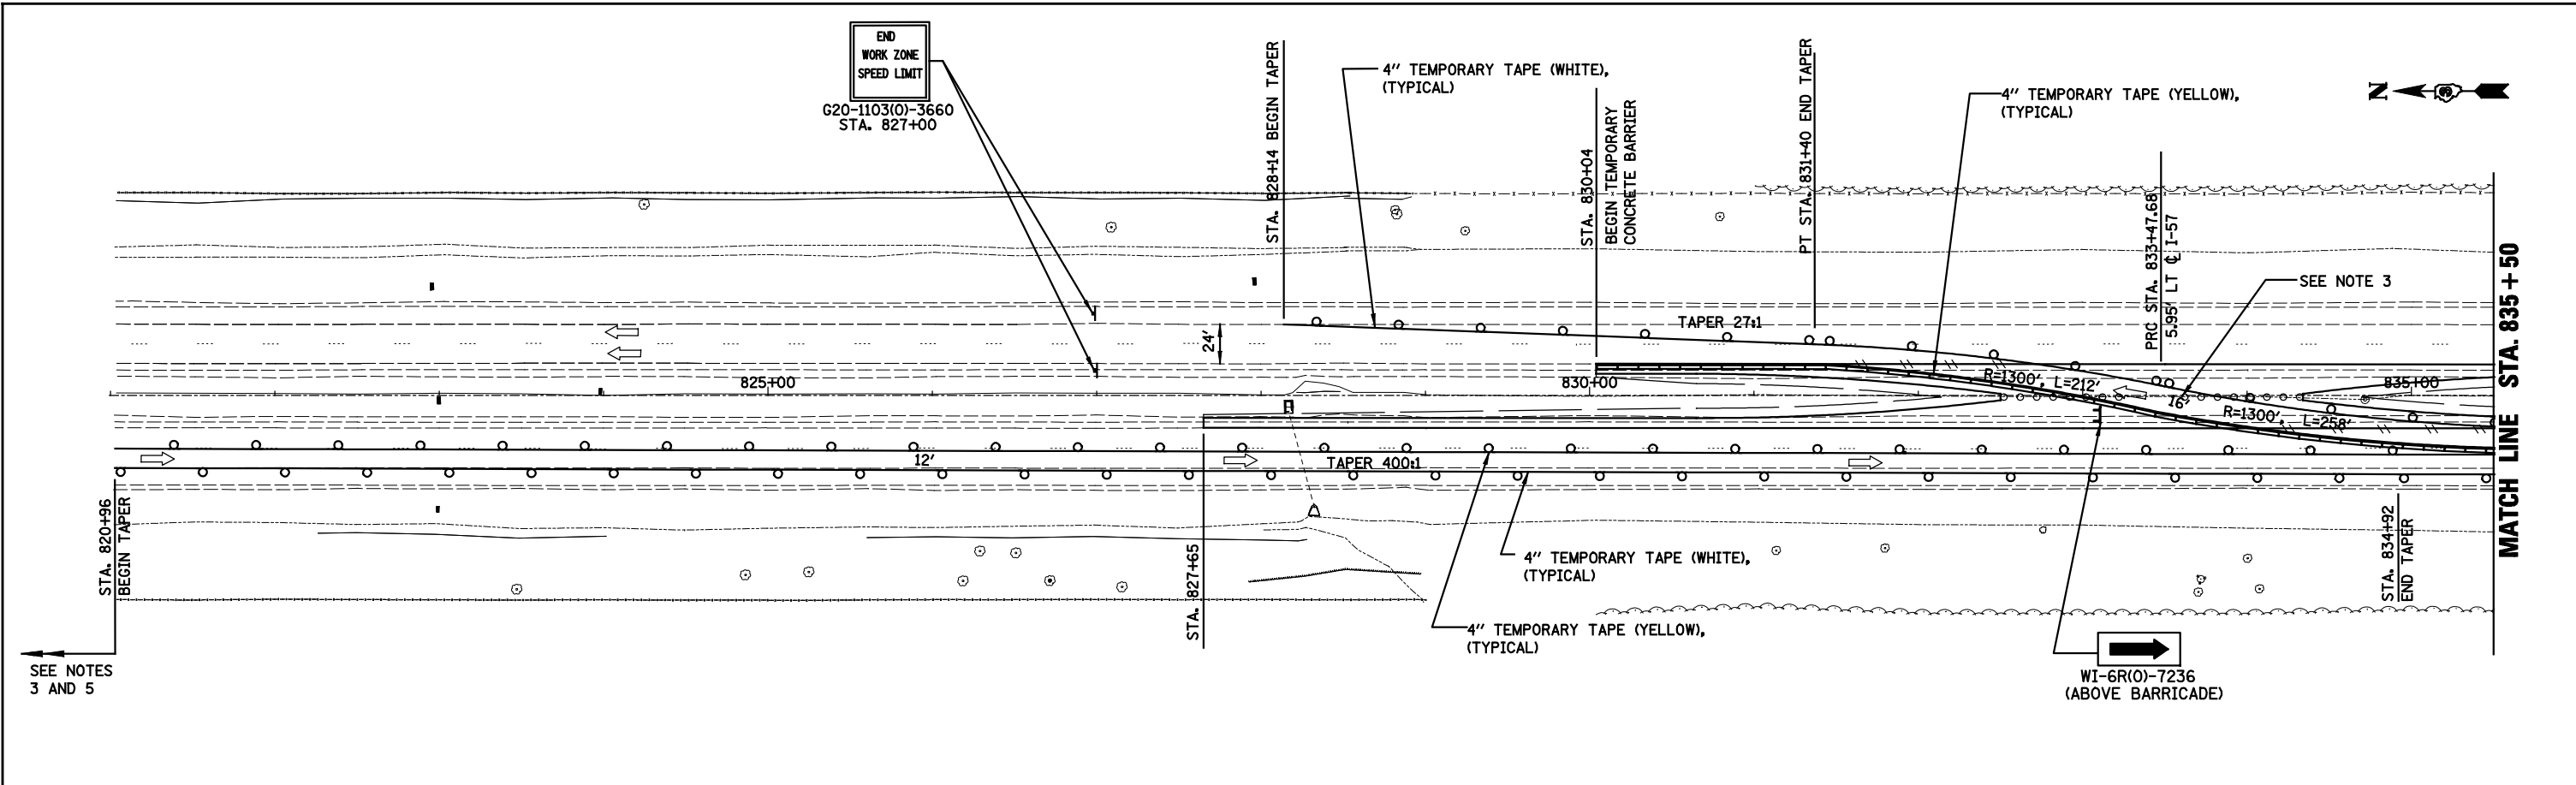 END
WORK ZONE
SPEED LIMIT
G20-1103(0)-3660
STA. 827+00
STA. 828+14 BEGIN TAPER
4" TEMPORARY TAPE (WHITE),
(TYPICAL)
STA. 830+04
BEGIN TEMPORARY
CONCRETE BARRIER
PT STA. 831+40 END TAPER
4" TEMPORARY TAPE (YELLOW),
(TYPICAL)
PRC STA. 833+47.68
5.95' LT ℄ I-57
N
SEE NOTE 3
MATCH LINE STA. 835+50
24'
TAPER 27:1
825+00
830+00
R=1300', L=212'
835+00
16'
R=1300', L=258'
12'
TAPER 400:1
STA. 820+96
BEGIN TAPER
STA. 827+65
4" TEMPORARY TAPE (WHITE),
(TYPICAL)
4" TEMPORARY TAPE (YELLOW),
(TYPICAL)
STA. 834+92
END TAPER
SEE NOTES
3 AND 5
WI-6R(0)-7236
(ABOVE BARRICADE)